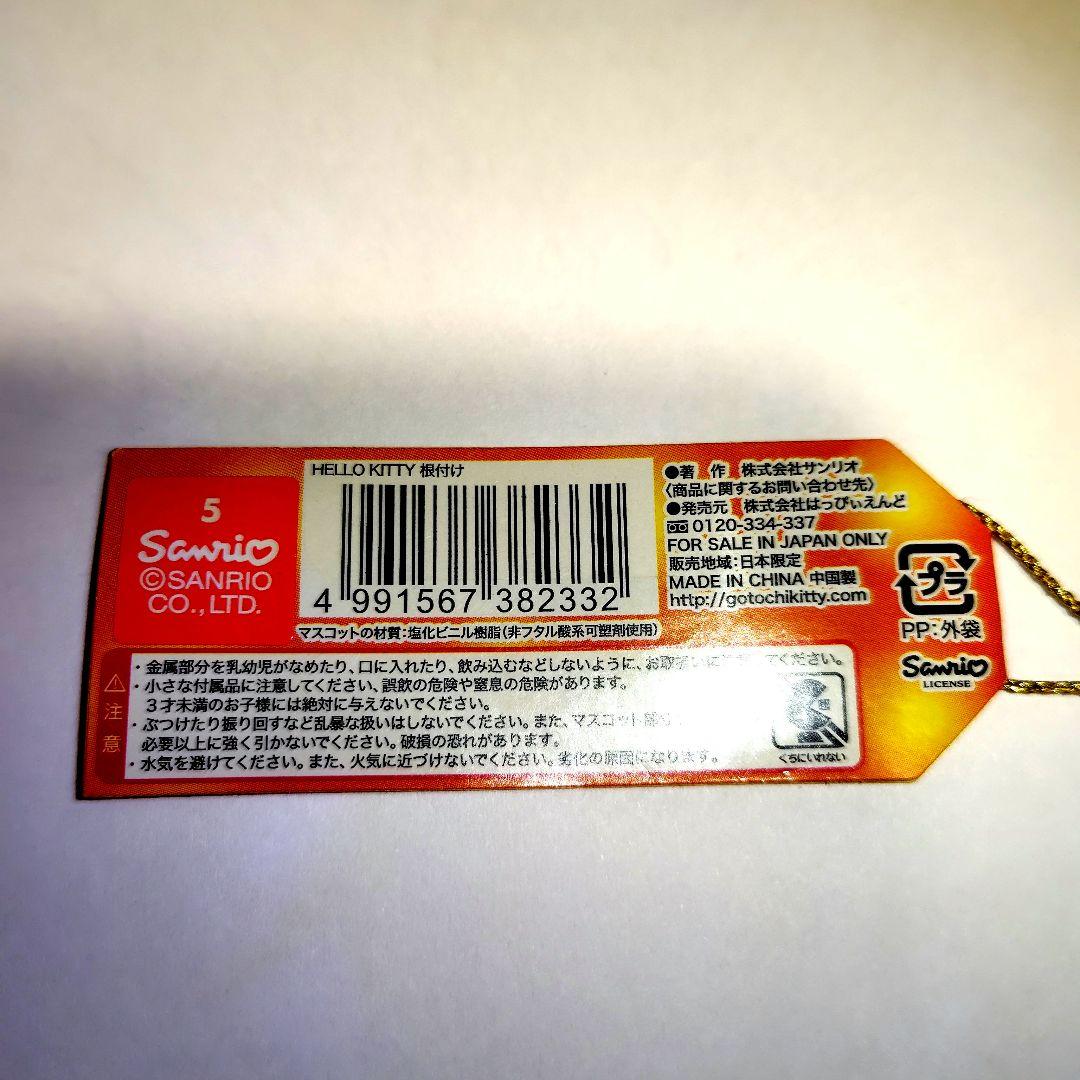 5
Sanrio
©SANRIO
CO.,LTD.
HELLO KITTY 根付け
4 991567 382332
マスコットの材質:塩化ビニル樹脂(非フタル酸系可塑剤使用)
●著 作 株式会社サンリオ
〈商品に関するお問い合わせ先〉
●発売元 株式会社はっぴぃえんど
0120-334-337
FOR SALE IN JAPAN ONLY
販売地域:日本限定
MADE IN CHINA 中国製
http://gotochikitty.com
プラ
PP:外袋
Sanrio
LICENSE
注意
・金属部分を乳幼児がなめたり、口に入れたり、飲み込むなどしないように、お取扱いに ください。
・小さな付属品に注意してください、誤飲の危険や窒息の危険があります。
3才未満のお子様には絶対に与えないでください。
・ぶつけたり振り回すなど乱暴な扱いはしないでください。また、マスコット部
必要以上に強く引かないでください。破損の恐れがあります。
・水気を避けてください。また、火気に近づけないでください。劣化の原因になります。
くちにいれない